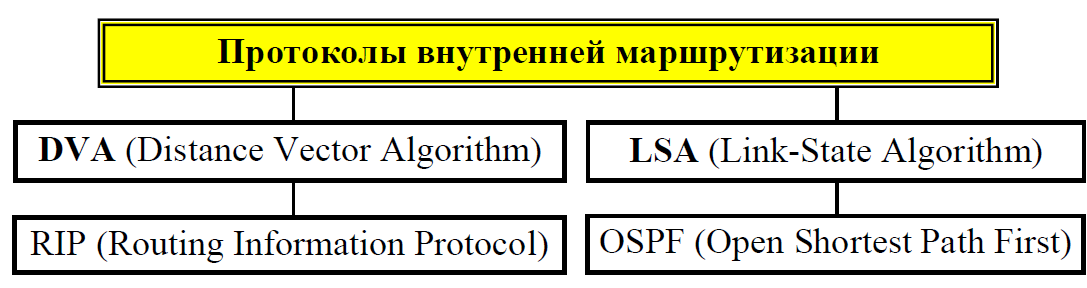 Протоколы внутренней маршрутизации
DVA (Distance Vector Algorithm)
LSA (Link-State Algorithm)
RIP (Routing Information Protocol)
OSPF (Open Shortest Path First)